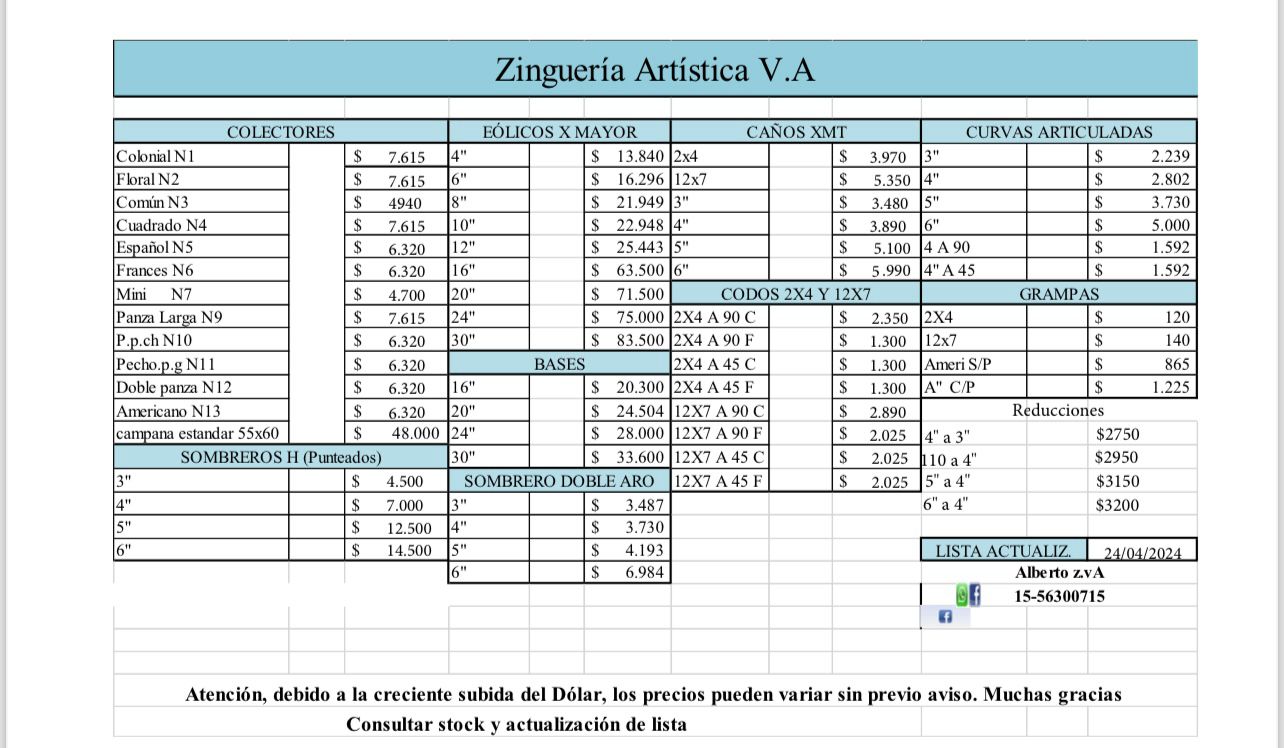 Zinguería Artística V.A
COLECTORES EÓLICOS X MAYOR CAÑOS XMT CURVAS ARTICULADAS
Colonial N1 $ 7.615 4" $ 13.840 2x4 $ 3.970 3" $ 2.239
Floral N2 $ 7.615 6" $ 16.296 12x7 $ 5.350 4" $ 2.802
Común N3 $ 4940 8" $ 21.949 3" $ 3.480 5" $ 3.730
Cuadrado N4 $ 7.615 10" $ 22.948 4" $ 3.890 6" $ 5.000
Español N5 $ 6.320 12" $ 25.443 5" $ 5.100 4 A 90 $ 1.592
Frances N6 $ 6.320 16" $ 63.500 6" $ 5.990 4" A 45 $ 1.592
Mini N7 $ 4.700 20" $ 71.500 CODOS 2X4 Y 12X7 GRAMPAS
Panza Larga N9 $ 7.615 24" $ 75.000 2X4 A 90 C $ 2.350 2X4 $ 120
P.p.ch N10 $ 6.320 30" $ 83.500 2X4 A 90 F $ 1.300 12x7 $ 140
Pecho.p.g N11 $ 6.320 BASES 2X4 A 45 C $ 1.300 Ameri S/P $ 865
Doble panza N12 $ 6.320 16" $ 20.300 2X4 A 45 F $ 1.300 A" C/P $ 1.225
Americano N13 $ 6.320 20" $ 24.504 12X7 A 90 C $ 2.890 Reducciones
campana estandar 55x60 $ 48.000 24" $ 28.000 12X7 A 90 F $ 2.025 4" a 3" $2750
SOMBREROS H (Punteados) 30" $ 33.600 12X7 A 45 C $ 2.025 110 a 4" $2950
3" $ 4.500 SOMBRERO DOBLE ARO 12X7 A 45 F $ 2.025 5" a 4" $3150
4" $ 7.000 3" $ 3.487 6" a 4" $3200
5" $ 12.500 4" $ 3.730
6" $ 14.500 5" $ 4.193 LISTA ACTUALIZ. 24/04/2024
6" $ 6.984 Alberto z.vA
15-56300715
Atención, debido a la creciente subida del Dólar, los precios pueden variar sin previo aviso. Muchas gracias
Consultar stock y actualización de lista